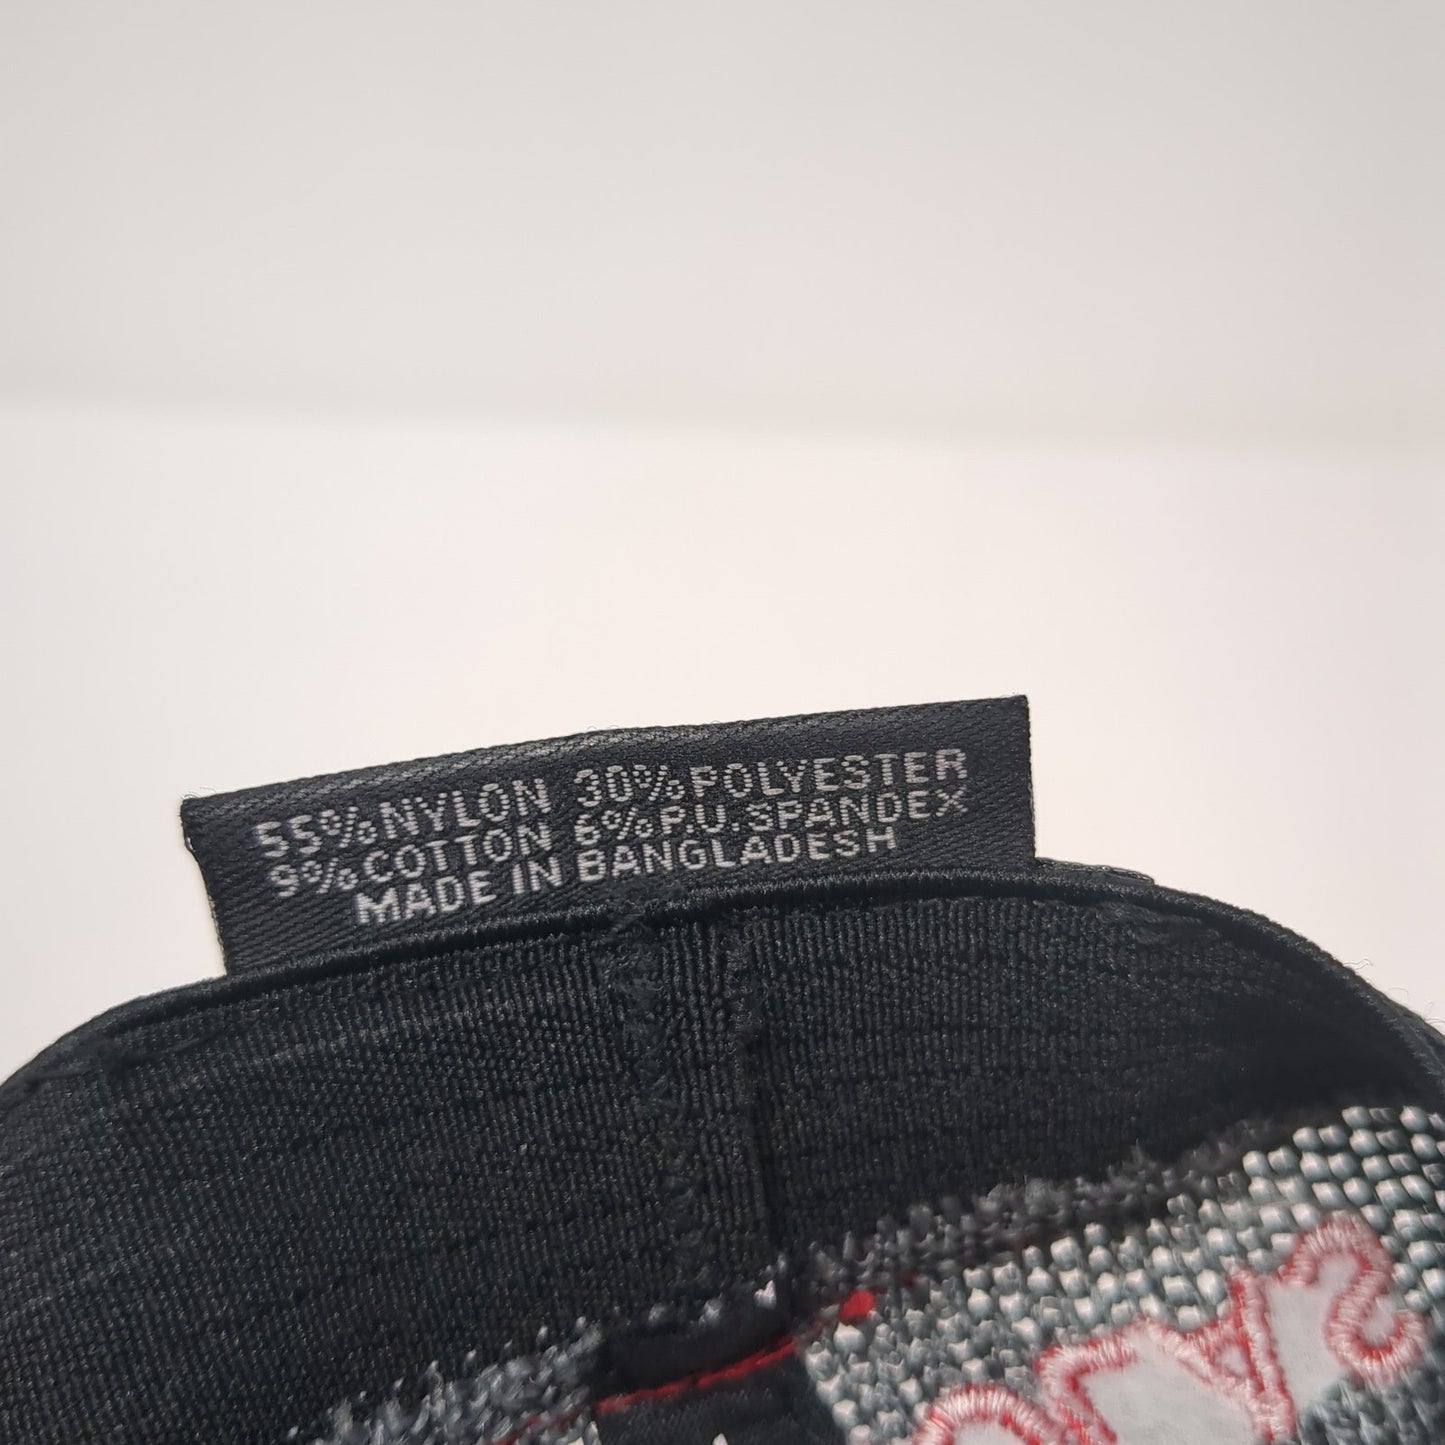 55% NYLON 30% POLYESTER
9% COTTON 6% P.U. SPANDEX
MADE IN BANGLADESH